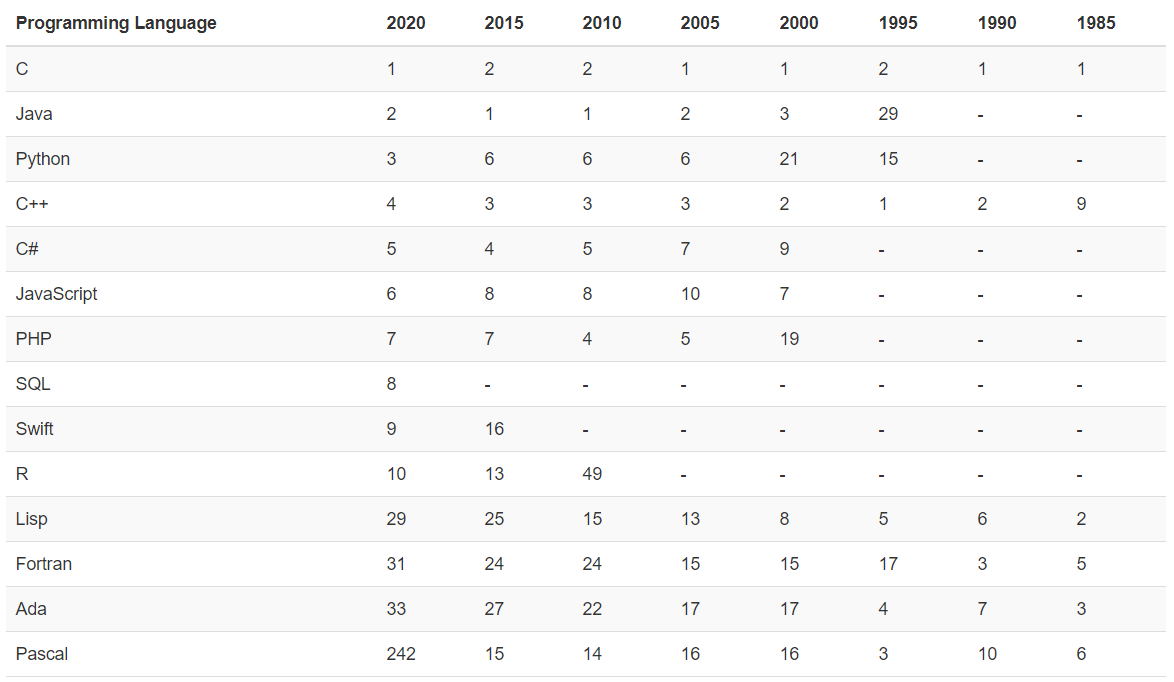 Programming Language 2020 2015 2010 2005 2000 1995 1990 1985
C 1 2 2 1 1 2 1 1
Java 2 1 1 2 3 29 - -
Python 3 6 6 6 21 15 - -
C++ 4 3 3 3 2 1 2 9
C# 5 4 5 7 9 - - -
JavaScript 6 8 8 10 7 - - -
PHP 7 7 4 5 19 - - -
SQL 8 - - - - - - -
Swift 9 16 - - - - - -
R 10 13 49 - - - - -
Lisp 29 25 15 13 8 5 6 2
Fortran 31 24 24 15 15 17 3 5
Ada 33 27 22 17 17 4 7 3
Pascal 242 15 14 16 16 3 10 6